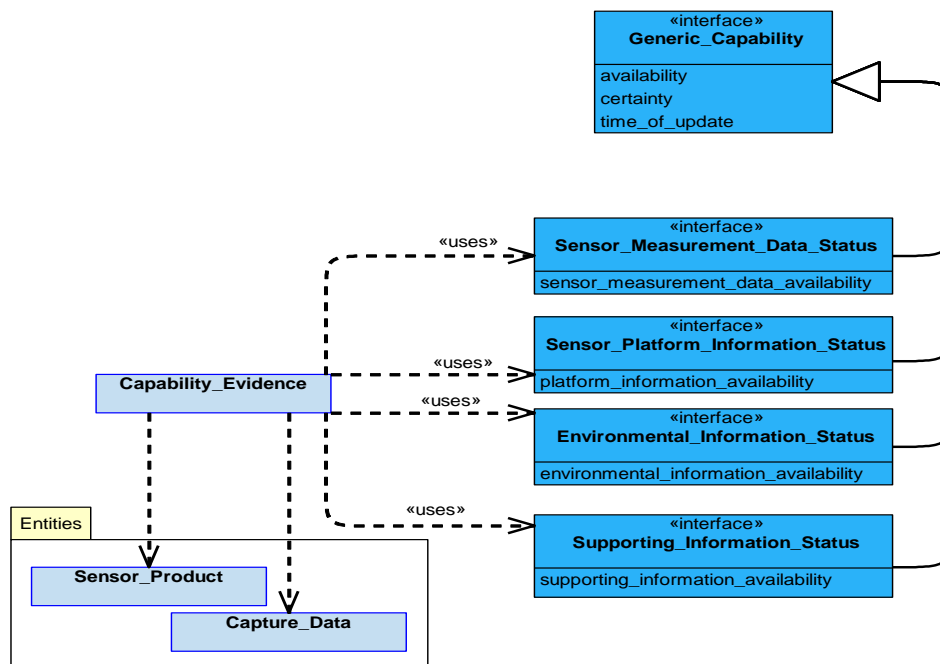 «interface»
Generic_Capability
availability
certainty
time_of_update
«uses»
«interface»
Sensor_Measurement_Data_Status
sensor_measurement_data_availability
«uses»
«interface»
Sensor_Platform_Information_Status
platform_information_availability
Capability_Evidence
«uses»
«interface»
Environmental_Information_Status
environmental_information_availability
«uses»
«interface»
Supporting_Information_Status
supporting_information_availability
Entities
Sensor_Product
Capture_Data